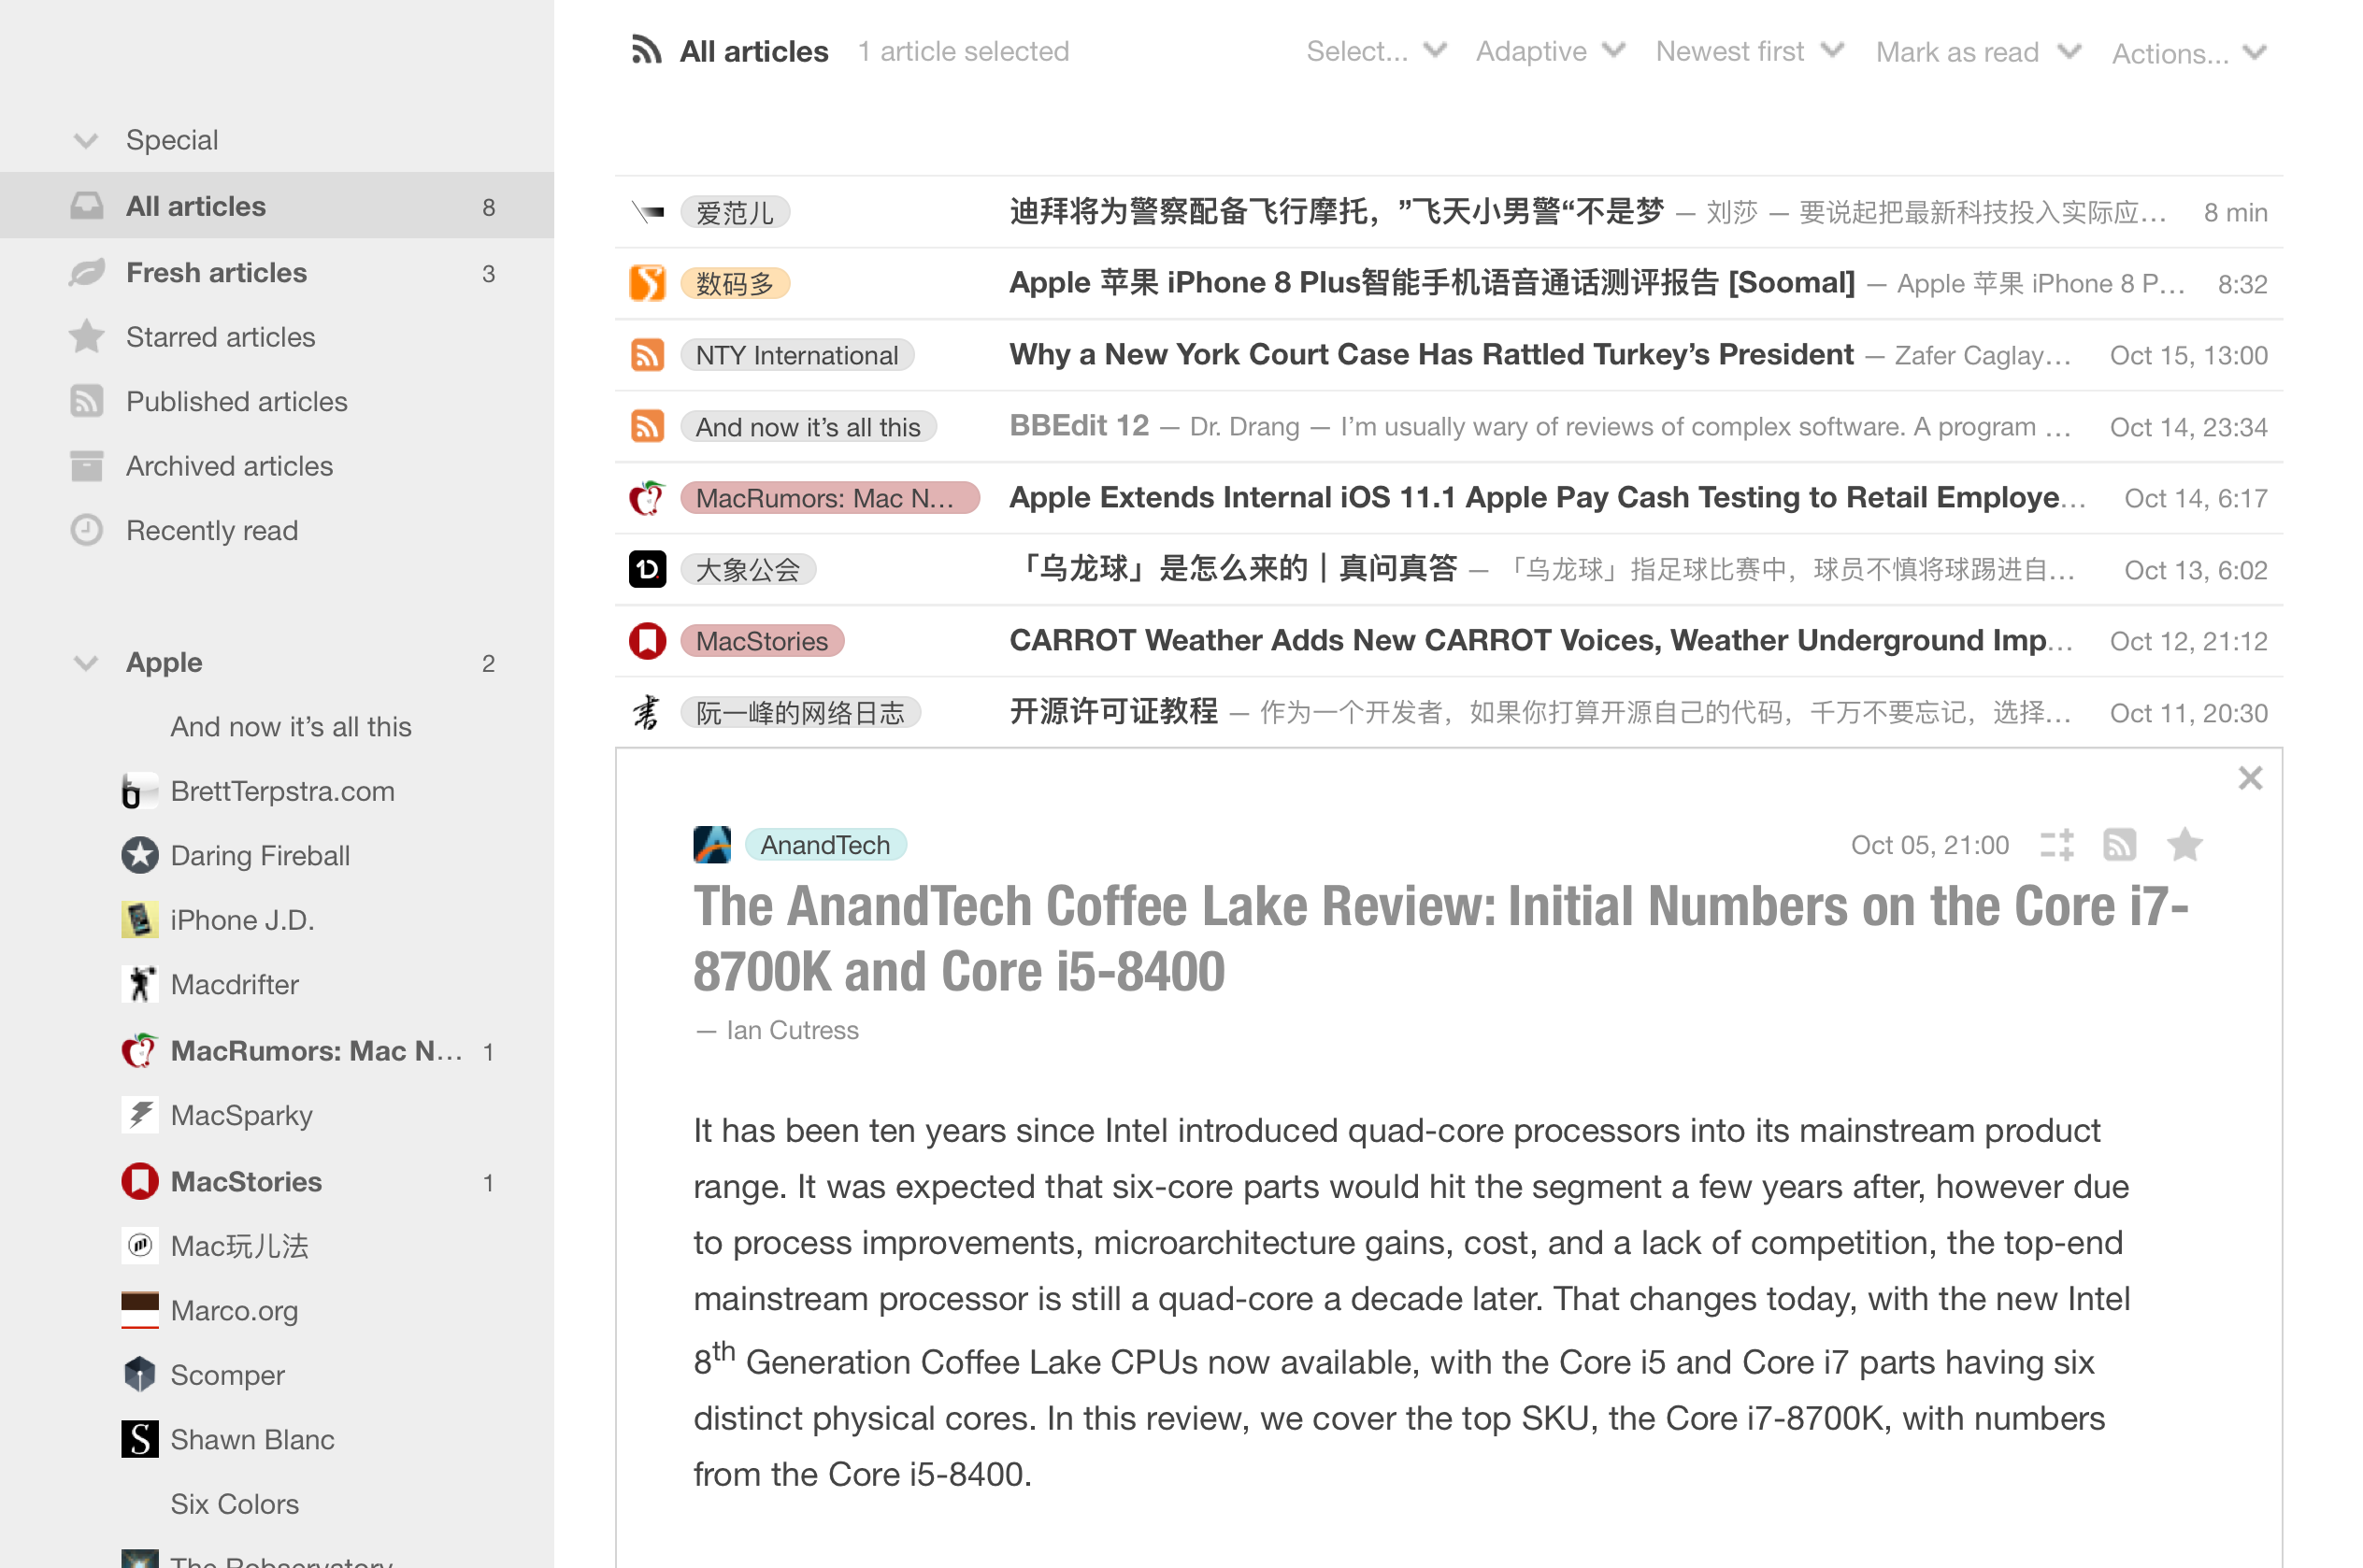 Special
All articles 8
Fresh articles 3
Starred articles
Published articles
Archived articles
Recently read
Apple 2
And now it’s all this
BrettTerpstra.com
Daring Fireball
iPhone J.D.
Macdrifter
MacRumors: Mac N… 1
MacSparky
MacStories 1
Mac玩儿法
Marco.org
Scomper
Shawn Blanc
Six Colors
The Robservatory
All articles 1 article selected Select... Adaptive Newest first Mark as read Actions...
爱范儿 迪拜将为警察配备飞行摩托，”飞天小男警“不是梦 — 刘莎 — 要说起把最新科技投入实际应… 8 min
数码多 Apple 苹果 iPhone 8 Plus智能手机语音通话测评报告 [Soomal] — Apple 苹果 iPhone 8 P… 8:32
NTY International Why a New York Court Case Has Rattled Turkey’s President — Zafer Caglay… Oct 15, 13:00
And now it’s all this BBEdit 12 — Dr. Drang — I’m usually wary of reviews of complex software. A program … Oct 14, 23:34
MacRumors: Mac N… Apple Extends Internal iOS 11.1 Apple Pay Cash Testing to Retail Employe… Oct 14, 6:17
大象公会 「乌龙球」是怎么来的｜真问真答 — 「乌龙球」指足球比赛中，球员不慎将球踢进自… Oct 13, 6:02
MacStories CARROT Weather Adds New CARROT Voices, Weather Underground Imp… Oct 12, 21:12
阮一峰的网络日志 开源许可证教程 — 作为一个开发者，如果你打算开源自己的代码，千万不要忘记，选择… Oct 11, 20:30
AnandTech Oct 05, 21:00
The AnandTech Coffee Lake Review: Initial Numbers on the Core i7-
8700K and Core i5-8400
— Ian Cutress
It has been ten years since Intel introduced quad-core processors into its mainstream product
range. It was expected that six-core parts would hit the segment a few years after, however due
to process improvements, microarchitecture gains, cost, and a lack of competition, the top-end
mainstream processor is still a quad-core a decade later. That changes today, with the new Intel
8th Generation Coffee Lake CPUs now available, with the Core i5 and Core i7 parts having six
distinct physical cores. In this review, we cover the top SKU, the Core i7-8700K, with numbers
from the Core i5-8400.